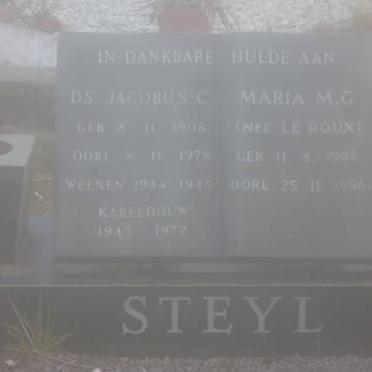 IN DANKBARE HULDE AAN
DS. JACOBUS C.
GEB 8. 11. 1906
OORL 8. 11. 1978
WEENEN 1934 - 1945
KAREEDOUW
1945 - 1972
MARIA M.G.
(NÉE LE ROUX)
GEB 11. 4. 1908
OORL. 25. 11. 1996
STEYL